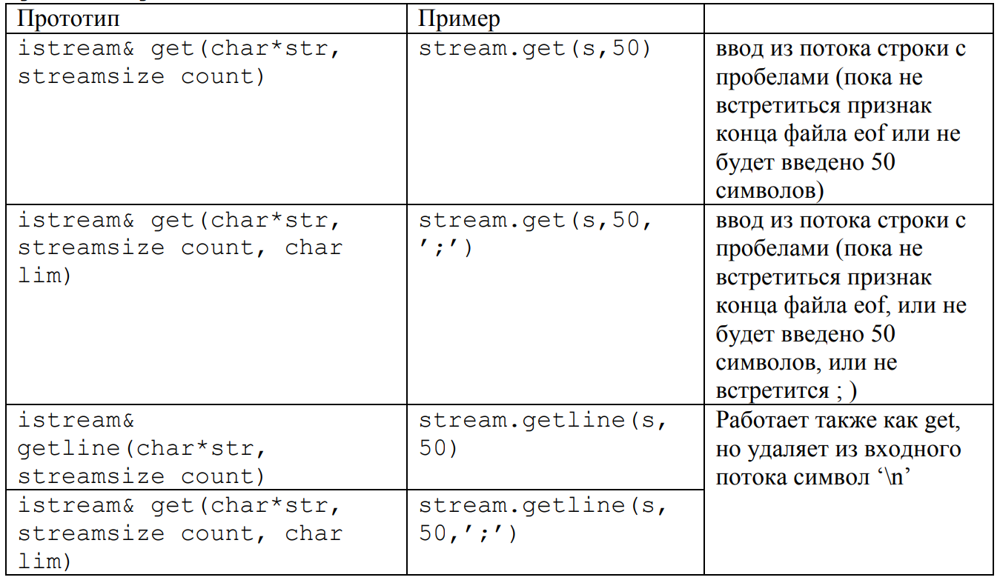 Прототип
Пример
istream& get(char*str,
streamsize count)
stream.get(s,50)
ввод из потока строки с
пробелами (пока не
встретиться признак
конца файла eof или не
будет введено 50
символов)
istream& get(char*str,
streamsize count, char
lim)
stream.get(s,50,
’;’)
ввод из потока строки с
пробелами (пока не
встретиться признак
конца файла eof, или не
будет введено 50
символов, или не
встретится ; )
istream&
getline(char*str,
streamsize count)
stream.getline(s,
50)
Работает также как get,
но удаляет из входного
потока символ ‘\n’
istream& get(char*str,
streamsize count, char
lim)
stream.getline(s,
50,’;’)